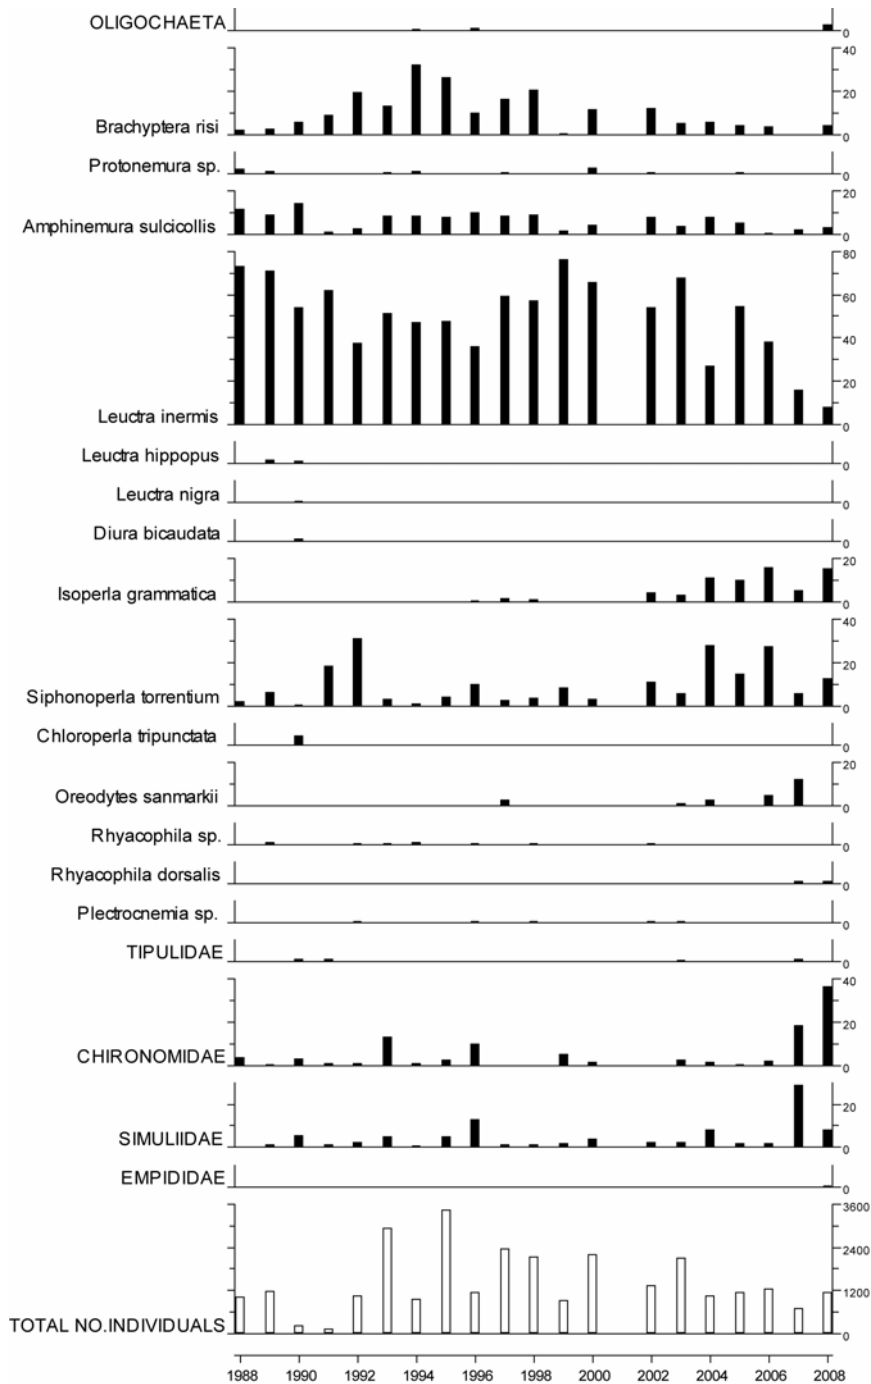 OLIGOCHAETA
0
40
20
Brachyptera risi
0
Protonemura sp.
0
20
Amphinemura sulcicollis
0
80
60
40
20
Leuctra inermis
0
Leuctra hippopus
0
Leuctra nigra
0
Diura bicaudata
0
20
Isoperla grammatica
0
40
20
Siphonoperla torrentium
0
Chloroperla tripunctata
0
20
Oreodytes sanmarkii
0
Rhyacophila sp.
0
Rhyacophila dorsalis
0
Plectrocnemia sp.
0
TIPULIDAE
0
40
20
CHIRONOMIDAE
0
20
SIMULIIDAE
0
EMPIDIDAE
0
3600
2400
1200
TOTAL NO.INDIVIDUALS
0
1988 1990 1992 1994 1996 1998 2000 2002 2004 2006 2008